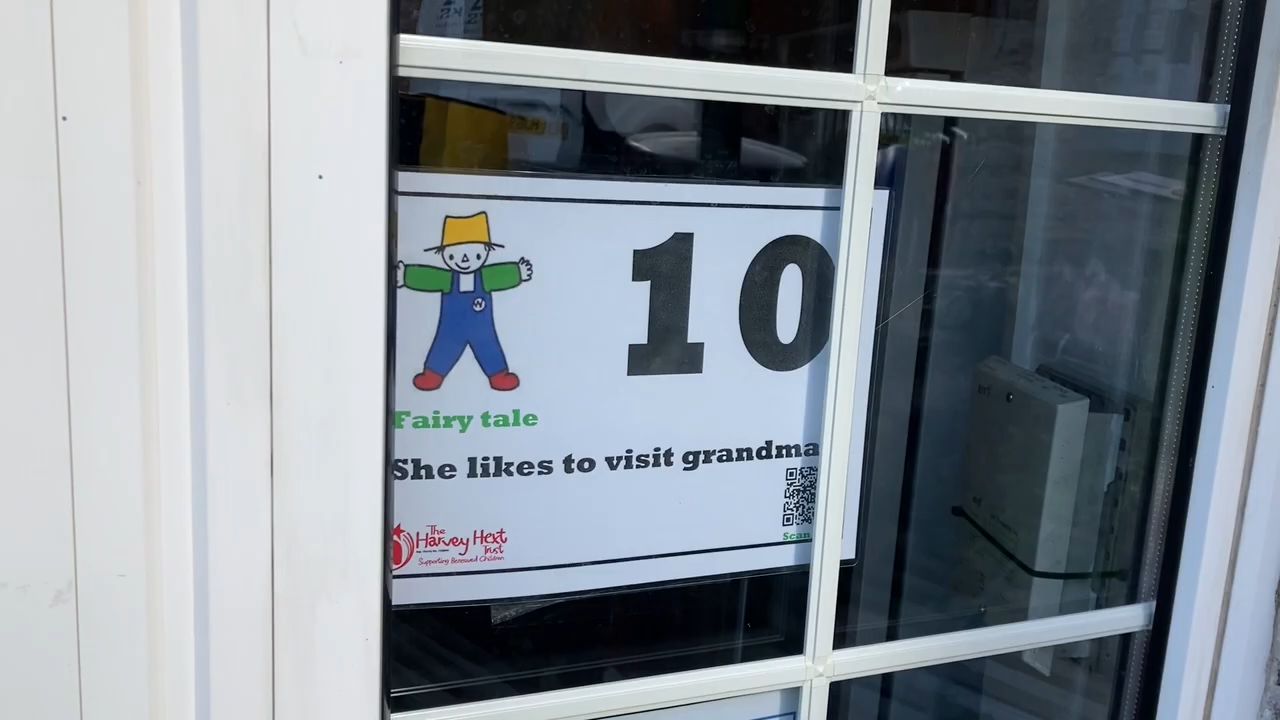 10
Fairy tale
She likes to visit grandma
The
Harvey Hext
Trust
Supporting Bereaved Children
Scan